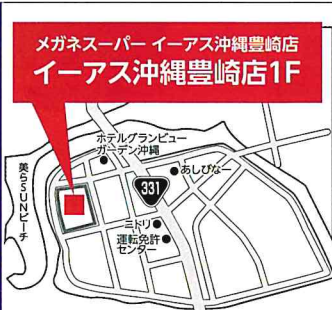 メガネスーパー イーアス沖縄豊崎店
イーアス沖縄豊崎店1F
ホテルグランビュー
ガーデン沖縄
あしびなー
美らSUNビーチ
331
ニトリ
運転免許
センター